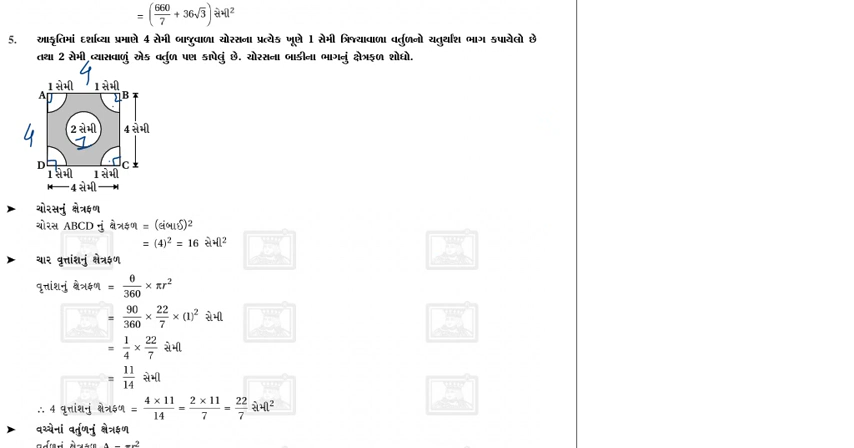 = (660/7 + 36√3) સેમી²
5. આકૃતિમાં દર્શાવ્યા પ્રમાણે 4 સેમી બાજુવાળા ચોરસના પ્રત્યેક ખૂણે 1 સેમી ત્રિજ્યાવાળા વર્તુળનો ચતુર્થાંશ ભાગ કપાયેલો છે
તથા 2 સેમી વ્યાસવાળું એક વર્તુળ પણ કાપેલું છે. ચોરસના બાકીના ભાગનું ક્ષેત્રફળ શોધો.
4
1 સેમી 1 સેમી
A B
4 2 સેમી 4 સેમી
D C
1 સેમી 1 સેમી
4 સેમી
➤ ચોરસનું ક્ષેત્રફળ
ચોરસ ABCD નું ક્ષેત્રફળ = (લંબાઈ)2
= (4)² = 16 સેમી²
➤ ચાર વૃત્તાંશનું ક્ષેત્રફળ
વૃત્તાંશનું ક્ષેત્રફળ = θ/360 × πr²
= 90/360 × 22/7 × (1)² સેમી
= 1/4 × 22/7 સેમી
= 11/14 સેમી
∴ 4 વૃત્તાંશનું ક્ષેત્રફળ = 4 × 11/14 = 2 × 11/7 = 22/7 સેમી²
➤ વચ્ચેનાં વર્તુળનું ક્ષેત્રફળ
વર્તુળનું ક્ષેત્રફળ A = πr²